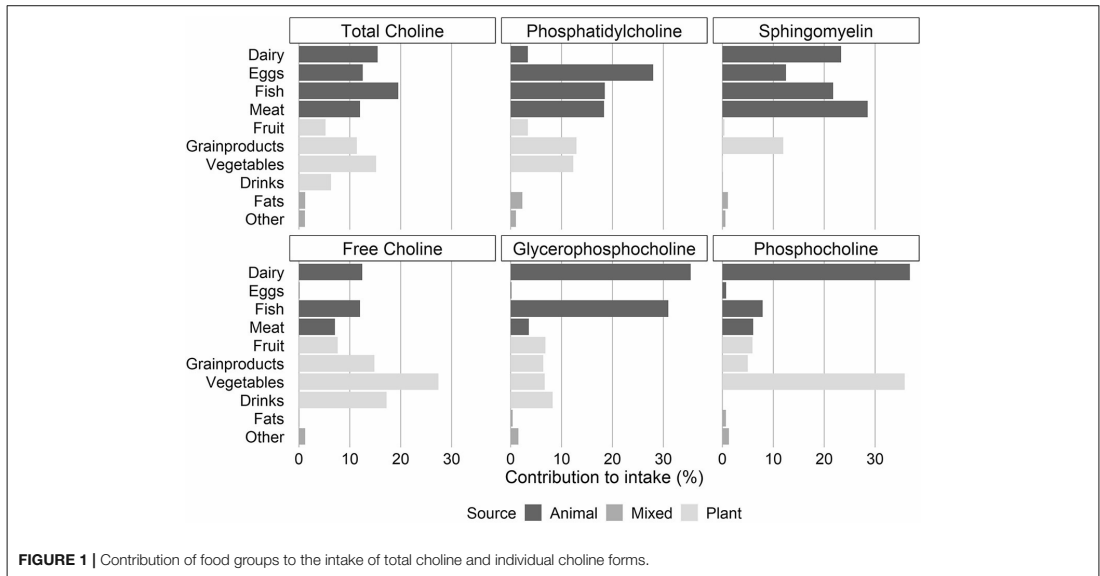 Total Choline Phosphatidylcholine Sphingomyelin
Dairy
Eggs
Fish
Meat
Fruit
Grainproducts
Vegetables
Drinks
Fats
Other
Free Choline Glycerophosphocholine Phosphocholine
Dairy
Eggs
Fish
Meat
Fruit
Grainproducts
Vegetables
Drinks
Fats
Other
0 10 20 30 0 10 20 30 0 10 20 30
Contribution to intake (%)
Source Animal Mixed Plant
FIGURE 1 | Contribution of food groups to the intake of total choline and individual choline forms.